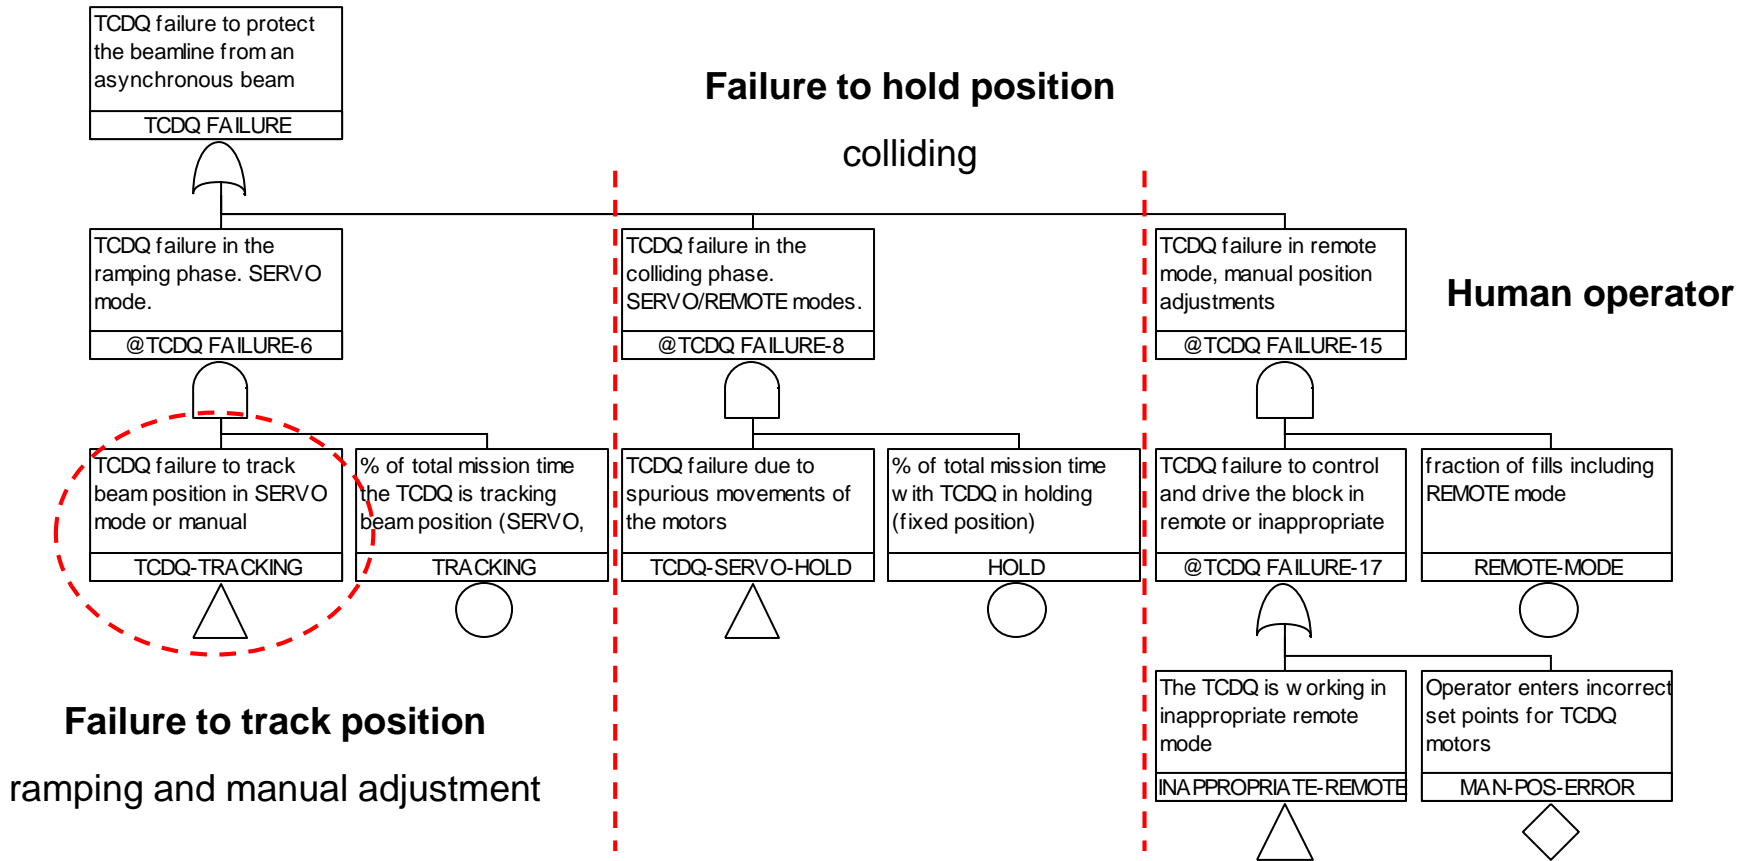 TCDQ failure to protect
the beamline from an
asynchronous beam
TCDQ FAILURE
Failure to hold position
colliding
TCDQ failure in the
ramping phase. SERVO
mode.
@TCDQ FAILURE-6
TCDQ failure in the
colliding phase.
SERVO/REMOTE modes.
@TCDQ FAILURE-8
TCDQ failure in remote
mode, manual position
adjustments
@TCDQ FAILURE-15
Human operator
TCDQ failure to track
beam position in SERVO
mode or manual
TCDQ-TRACKING
% of total mission time
the TCDQ is tracking
beam position (SERVO,
TRACKING
TCDQ failure due to
spurious movements of
the motors
TCDQ-SERVO-HOLD
% of total mission time
with TCDQ in holding
(fixed position)
HOLD
TCDQ failure to control
and drive the block in
remote or inappropriate
@TCDQ FAILURE-17
fraction of fills including
REMOTE mode
REMOTE-MODE
Failure to track position
ramping and manual adjustment
The TCDQ is working in
inappropriate remote
mode
INAPPROPRIATE-REMOTE
Operator enters incorrect
set points for TCDQ
motors
MAN-POS-ERROR